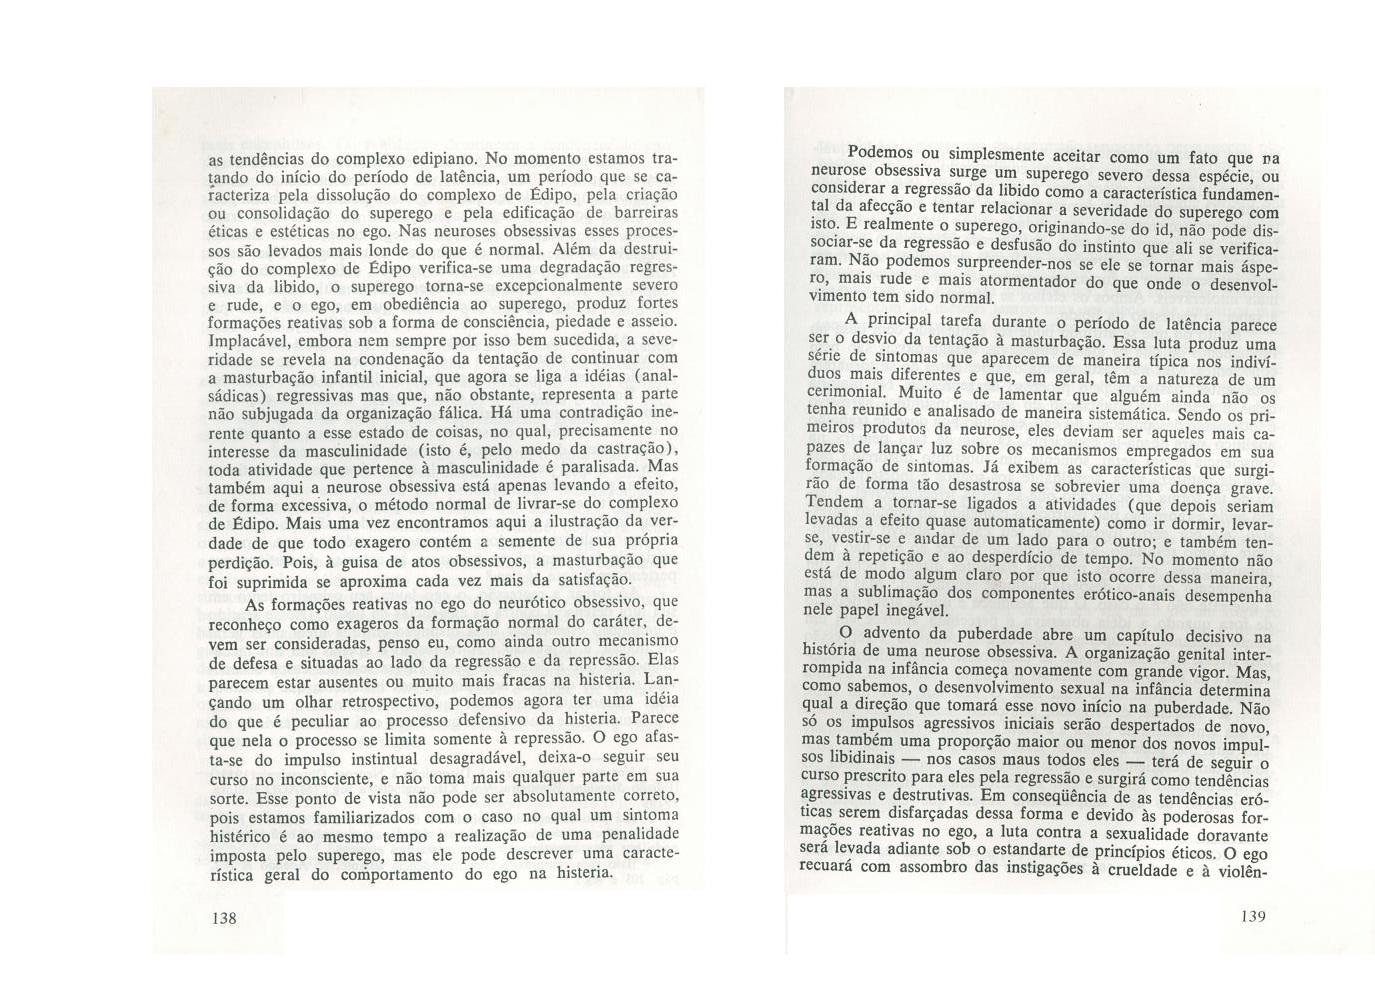 as tendências do complexo edipiano. No momento estamos tra-
tando do início do período de latência, um período que se ca-
racteriza pela dissolução do complexo de Édipo, pela criação
ou consolidação do superego e pela edificação de barreiras
éticas e estéticas no ego. Nas neuroses obsessivas esses proces-
sos são levados mais longe do que é normal. Além da destrui-
ção do complexo de Édipo verifica-se uma degradação regres-
siva da libido, o superego torna-se excepcionalmente severo
e rude, e o ego, em obediência ao superego, produz fortes
formações reativas sob a forma de consciência, piedade e asseio.
Implacável, embora nem sempre por isso bem sucedida, a seve-
ridade se revela na condenação da tentação de continuar com
a masturbação infantil inicial, que agora se liga a idéias (anal-
sádicas) regressivas mas que, não obstante, representa a parte
não subjugada da organização fálica. Há uma contradição ine-
rente quanto a esse estado de coisas, no qual, precisamente no
interesse da masculinidade (isto é, pelo medo da castração),
toda atividade que pertence à masculinidade é paralisada. Mas
também aqui a neurose obsessiva está apenas levando a efeito,
de forma excessiva, o método normal de livrar-se do complexo
de Édipo. Mais uma vez encontramos aqui a ilustração da ver-
dade de que todo exagero contém a semente de sua própria
perdição. Pois, à guisa de atos obsessivos, a masturbação que
foi suprimida se aproxima cada vez mais da satisfação.
As formações reativas no ego do neurótico obsessivo, que
reconheço como exageros da formação normal do caráter, de-
vem ser consideradas, penso eu, como ainda outro mecanismo
de defesa e situadas ao lado da regressão e da repressão. Elas
parecem estar ausentes ou muito mais fracas na histeria. Lan-
çando um olhar retrospectivo, podemos agora ter uma idéia
do que é peculiar ao processo defensivo da histeria. Parece
que nela o processo se limita somente à repressão. O ego afas-
ta-se do impulso instintual desagradável, deixa-o seguir seu
curso no inconsciente, e não toma mais qualquer parte em sua
sorte. Esse ponto de vista não pode ser absolutamente correto,
pois estamos familiarizados com o caso no qual um sintoma
histérico é ao mesmo tempo a realização de uma penalidade
imposta pelo superego, mas ele pode descrever uma caracte-
rística geral do comportamento do ego na histeria.
138
Podemos ou simplesmente aceitar como um fato que na
neurose obsessiva surge um superego severo dessa espécie, ou
considerar a regressão da libido como a característica fundamen-
tal da afecção e tentar relacionar a severidade do superego com
isto. E realmente o superego, originando-se do id, não pode dis-
sociar-se da regressão e desfusão do instinto que ali se verifica-
ram. Não podemos surpreender-nos se ele se tornar mais áspe-
ro, mais rude e mais atormentador do que onde o desenvol-
vimento tem sido normal.
A principal tarefa durante o período de latência parece
ser o desvio da tentação à masturbação. Essa luta produz uma
série de sintomas que aparecem de maneira típica nos indiví-
duos mais diferentes e que, em geral, têm a natureza de um
cerimonial. Muito é de lamentar que alguém ainda não os
tenha reunido e analisado de maneira sistemática. Sendo os pri-
meiros produtos da neurose, eles deviam ser aqueles mais ca-
pazes de lançar luz sobre os mecanismos empregados em sua
formação de sintomas. Já exibem as características que surgi-
rão de forma tão desastrosa se sobrevier uma doença grave.
Tendem a tornar-se ligados a atividades (que depois seriam
levadas a efeito quase automaticamente) como ir dormir, levar-
se, vestir-se e andar de um lado para o outro; e também ten-
dem à repetição e ao desperdício de tempo. No momento não
está de modo algum claro por que isto ocorre dessa maneira,
mas a sublimação dos componentes erótico-anais desempenha
nele papel inegável.
O advento da puberdade abre um capítulo decisivo na
história de uma neurose obsessiva. A organização genital inter-
rompida na infância começa novamente com grande vigor. Mas,
como sabemos, o desenvolvimento sexual na infância determina
qual a direção que tomará esse novo início na puberdade. Não
só os impulsos agressivos iniciais serão despertados de novo,
mas também uma proporção maior ou menor dos novos impul-
sos libidinais — nos casos maus todos eles — terá de seguir o
curso prescrito para eles pela regressão e surgirá como tendências
agressivas e destrutivas. Em conseqüência de as tendências eró-
ticas serem disfarçadas dessa forma e devido às poderosas for-
mações reativas no ego, a luta contra a sexualidade doravante
será levada adiante sob o estandarte de princípios éticos. O ego
recuará com assombro das instigações à crueldade e à violên-
139